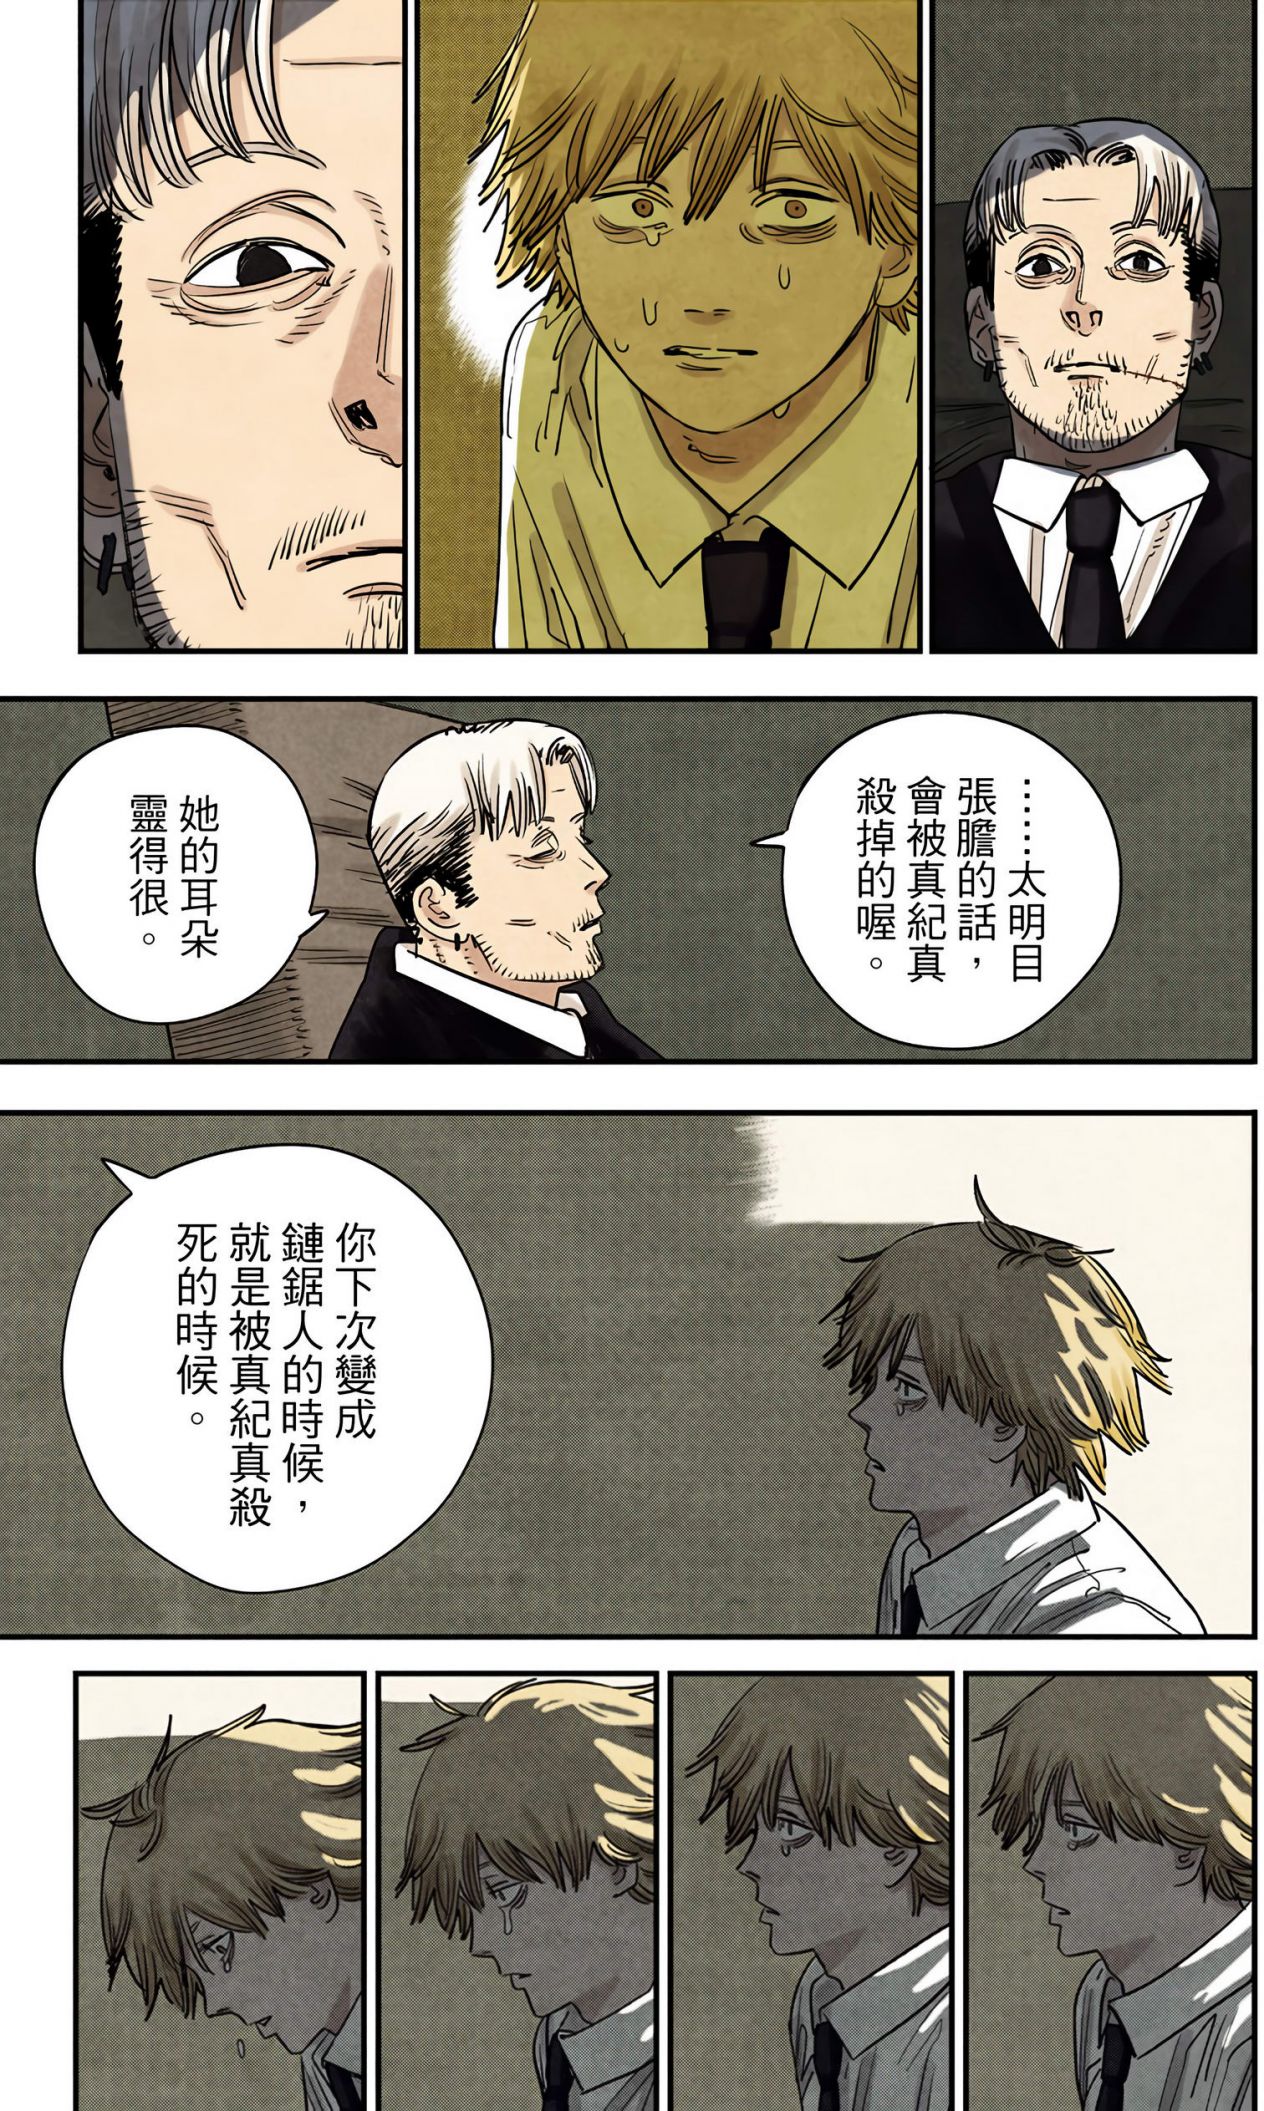 ……太明目
張膽的話，
會被真紀真
殺掉的喔。
她的耳朵
靈得很。
你下次變成
鏈鋸人的時候，
就是被真紀真殺
死的時候。